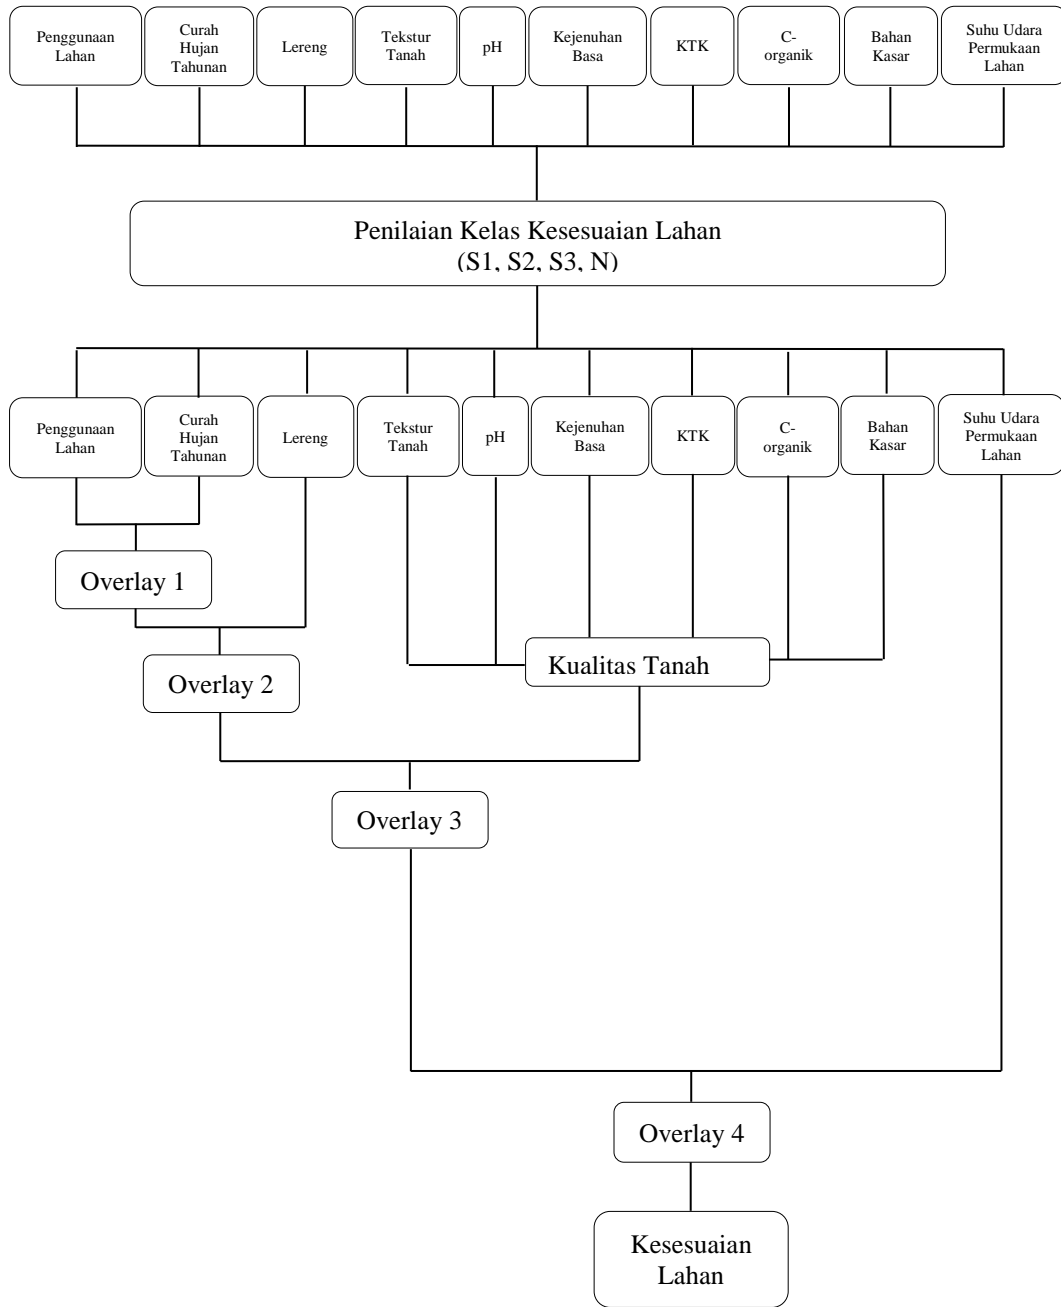 Penggunaan
Lahan
Curah
Hujan
Tahunan
Lereng
Tekstur
Tanah
pH
Kejenuhan
Basa
KTK
C-
organik
Bahan
Kasar
Suhu Udara
Permukaan
Lahan
Penilaian Kelas Kesesuaian Lahan
(S1, S2, S3, N)
Penggunaan
Lahan
Curah
Hujan
Tahunan
Lereng
Tekstur
Tanah
pH
Kejenuhan
Basa
KTK
C-
organik
Bahan
Kasar
Suhu Udara
Permukaan
Lahan
Overlay 1
Overlay 2
Kualitas Tanah
Overlay 3
Overlay 4
Kesesuaian
Lahan